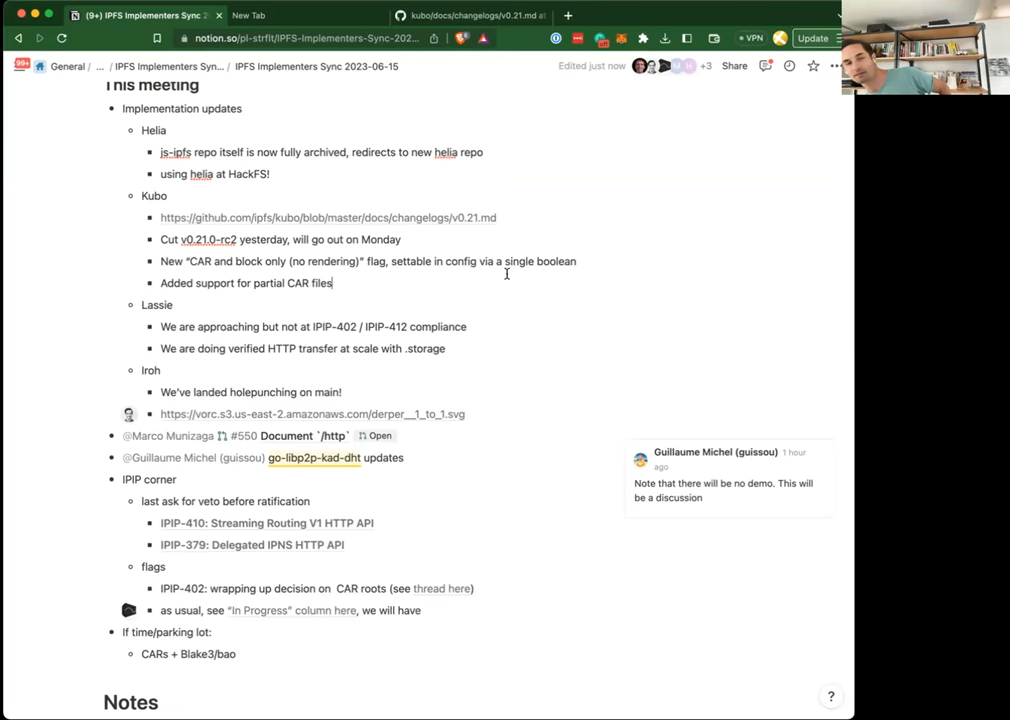 (9+) IPFS Implementers Sync 2
New Tab
kubo/docs/changelogs/v0.21.md at
notion.so/pl-strflt/IPFS-Implementers-Sync-202...
VPN
Update
99+
General / ... / IPFS Implementers Syn... / IPFS Implementers Sync 2023-06-15
Edited just now
+3
Share
This meeting
Implementation updates
Helia
js-ipfs repo itself is now fully archived, redirects to new helia repo
using helia at HackFS!
Kubo
https://github.com/ipfs/kubo/blob/master/docs/changelogs/v0.21.md
Cut v0.21.0-rc2 yesterday, will go out on Monday
New “CAR and block only (no rendering)” flag, settable in config via a single boolean
Added support for partial CAR files
Lassie
We are approaching but not at IPIP-402 / IPIP-412 compliance
We are doing verified HTTP transfer at scale with .storage
Iroh
We've landed holepunching on main!
https://vorc.s3.us-east-2.amazonaws.com/derper__1_to_1.svg
@Marco Munizaga #550 Document `/http` Open
@Guillaume Michel (guissou) go-libp2p-kad-dht updates
Guillaume Michel (guissou) 1 hour
ago
Note that there will be no demo. This will
be a discussion
IPIP corner
last ask for veto before ratification
IPIP-410: Streaming Routing V1 HTTP API
IPIP-379: Delegated IPNS HTTP API
flags
IPIP-402: wrapping up decision on CAR roots (see thread here)
as usual, see “In Progress” column here, we will have
If time/parking lot:
CARs + Blake3/bao
Notes
?